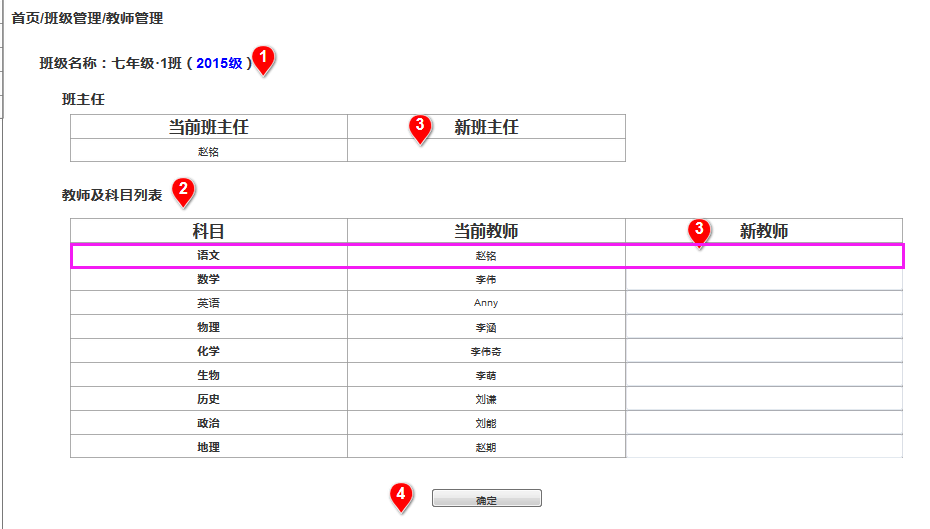 首页/班级管理/教师管理
班级名称：七年级·1班（2015级） 1
班主任
当前班主任 3 新班主任
赵铭
教师及科目列表 2
科目 当前教师 3 新教师
语文 赵铭
数学 李伟
英语 Anny
物理 李涵
化学 李伟奇
生物 李萌
历史 刘谦
政治 刘能
地理 赵期
4 确定